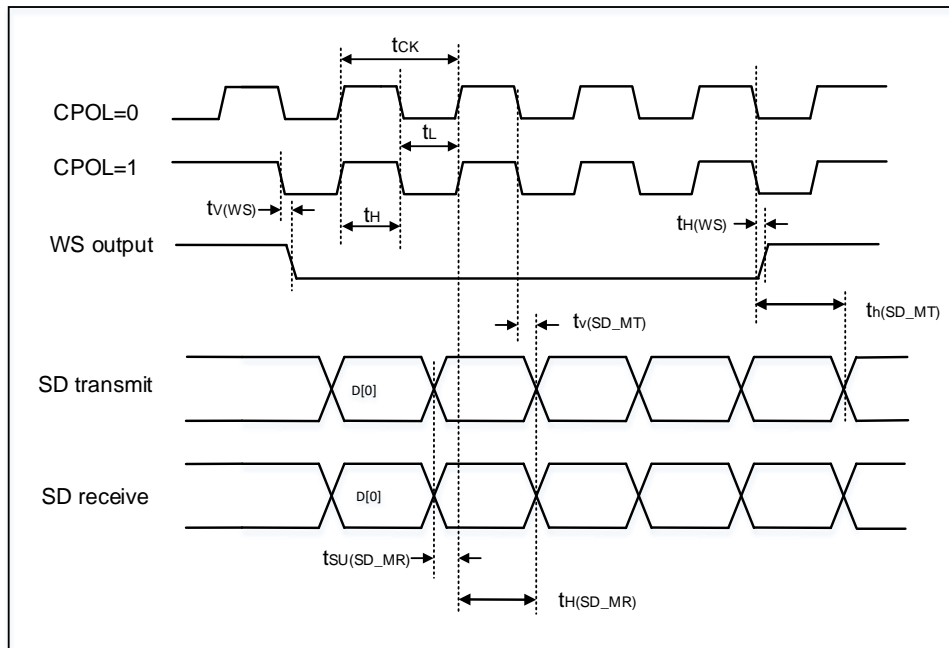 tCK
CPOL=0
tL
CPOL=1
tV(WS)
tH
tH(WS)
WS output
tv(SD_MT)
th(SD_MT)
SD transmit
D[0]
SD receive
D[0]
tSU(SD_MR)
tH(SD_MR)